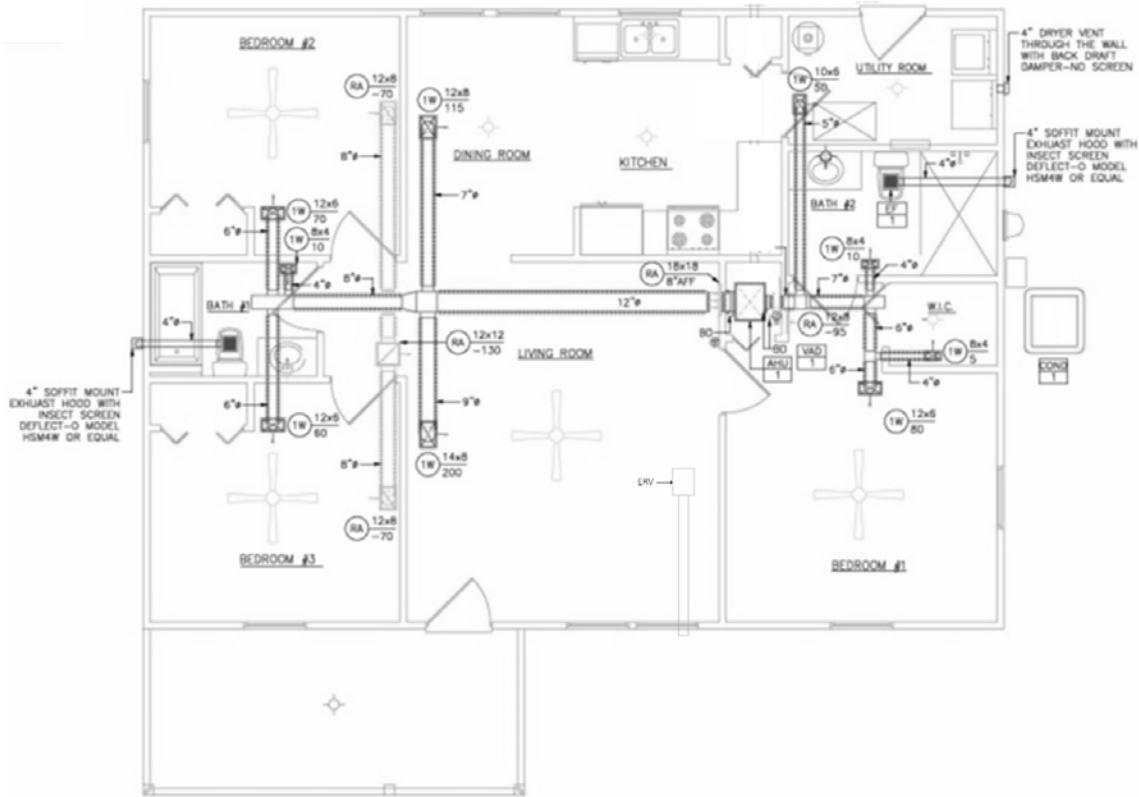 BEDROOM #2
RA 12x8
-70
1W 12x8
115
8"ø
DINING ROOM
KITCHEN
7"ø
1W 10x6
50
5"ø
UTILITY ROOM
4" DRYER VENT
THROUGH THE WALL
WITH BACK DRAFT
DAMPER-NO SCREEN
4" SOFFIT MOUNT
EXHUAST HOOD WITH
INSECT SCREEN
DEFLECT-O MODEL
HSM4W OR EQUAL
4"ø
BATH #2
EF
1
1W 12x6
70
6"ø
1W 8x4
10
4"ø
8"ø
BATH #1
4"ø
12"ø
RA 18x18
8"AFF
1W 8x4
10
4"ø
7"ø
RA 12x8
-95
W.I.C.
6"ø
1W 8x4
5
4"ø
6"ø
BD
BD
AHU
1
VAD
1
COND
1
RA 12x12
-130
LIVING ROOM
4" SOFFIT MOUNT
EXHUAST HOOD WITH
INSECT SCREEN
DEFLECT-O MODEL
HSM4W OR EQUAL
6"ø
1W 12x6
60
9"ø
1W 14x8
200
8"ø
RA 12x8
-70
1W 12x6
80
ERV
BEDROOM #3
BEDROOM #1